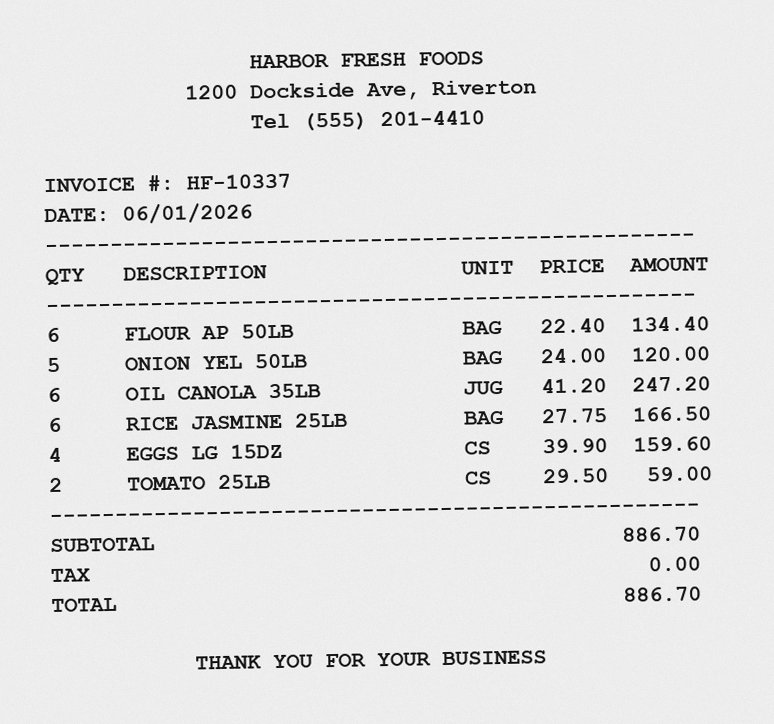 HARBOR FRESH FOODS
1200 Dockside Ave, Riverton
Tel (555) 201-4410
INVOICE #: HF-10337
DATE: 06/01/2026
------------------------------------------------
QTY DESCRIPTION UNIT PRICE AMOUNT
------------------------------------------------
6 FLOUR AP 50LB BAG 22.40 134.40
5 ONION YEL 50LB BAG 24.00 120.00
6 OIL CANOLA 35LB JUG 41.20 247.20
6 RICE JASMINE 25LB BAG 27.75 166.50
4 EGGS LG 15DZ CS 39.90 159.60
2 TOMATO 25LB CS 29.50 59.00
------------------------------------------------
SUBTOTAL 886.70
TAX 0.00
TOTAL 886.70
THANK YOU FOR YOUR BUSINESS